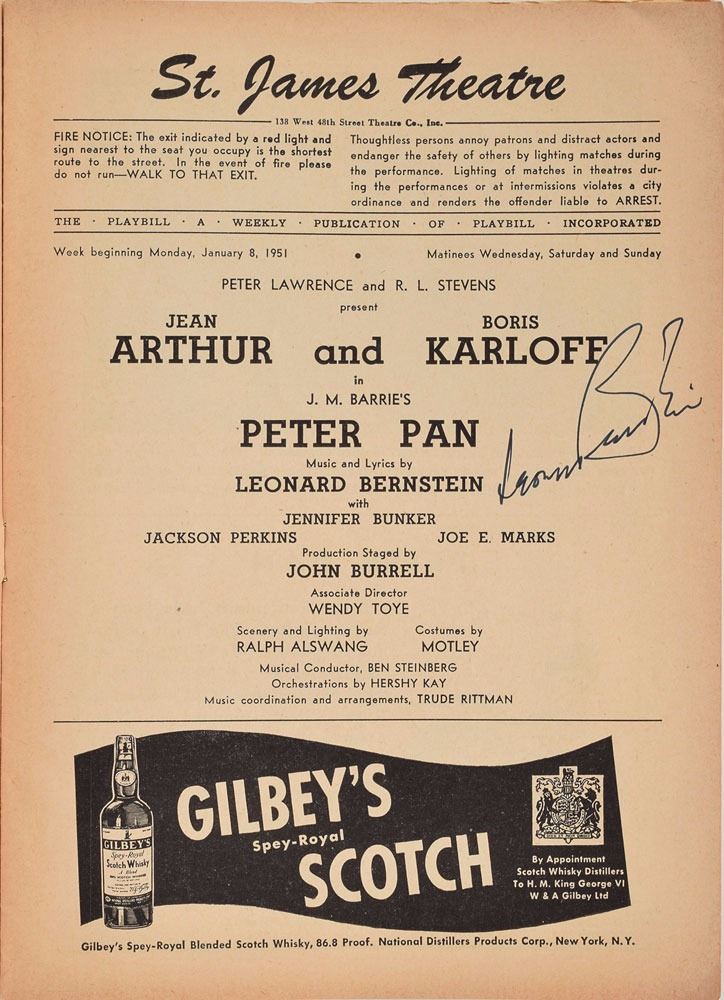 St. James Theatre
138 West 48th Street Theatre Co., Inc.
FIRE NOTICE: The exit indicated by a red light and
sign nearest to the seat you occupy is the shortest
route to the street. In the event of fire please
do not run—WALK TO THAT EXIT.
Thoughtless persons annoy patrons and distract actors and
endanger the safety of others by lighting matches during
the performance. Lighting of matches in theatres dur-
ing the performances or at intermissions violates a city
ordinance and renders the offender liable to ARREST.
THE · PLAYBILL · A · WEEKLY · PUBLICATION · OF · PLAYBILL · INCORPORATED
Week beginning Monday, January 8, 1951 • Matinees Wednesday, Saturday and Sunday
PETER LAWRENCE and R. L. STEVENS
present
JEAN BORIS
ARTHUR and KARLOFF
in
J. M. BARRIE'S
PETER PAN
Music and Lyrics by
LEONARD BERNSTEIN
Leonard Bernstein
with
JENNIFER BUNKER
JACKSON PERKINS JOE E. MARKS
Production Staged by
JOHN BURRELL
Associate Director
WENDY TOYE
Scenery and Lighting by Costumes by
RALPH ALSWANG MOTLEY
Musical Conductor, BEN STEINBERG
Orchestrations by HERSHY KAY
Music coordination and arrangements, TRUDE RITTMAN
GILBEY'S
Spey-Royal
Scotch Whisky
GILBEY'S
Spey-Royal
SCOTCH
By Appointment
Scotch Whisky Distillers
To H. M. King George VI
W & A Gilbey Ltd
Gilbey's Spey-Royal Blended Scotch Whisky, 86.8 Proof. National Distillers Products Corp., New York, N.Y.